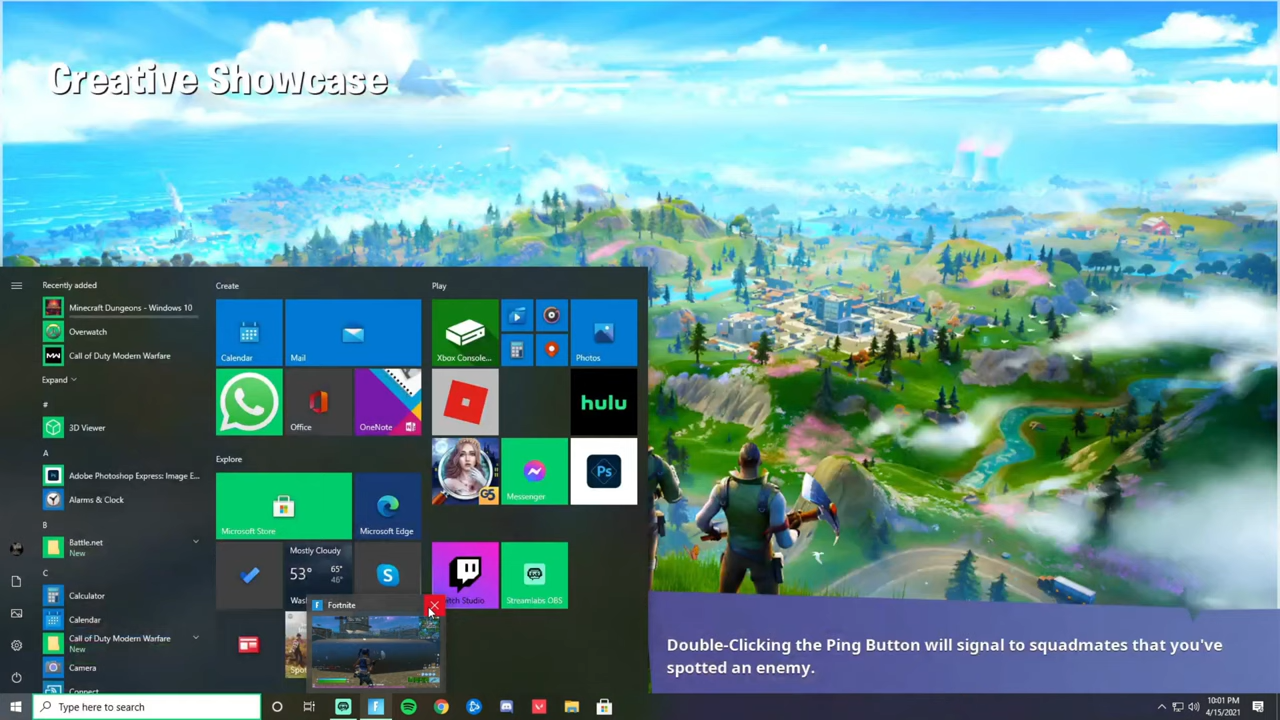 Creative Showcase
Recently added
Minecraft Dungeons - Windows 10
Overwatch
Call of Duty Modern Warfare
Expand
#
3D Viewer
A
Adobe Photoshop Express: Image E...
Alarms & Clock
B
Battle.net
New
C
Calculator
Calendar
Call of Duty Modern Warfare
New
Camera
Connect
Create
Calendar
Mail
Office
OneNote
Explore
Microsoft Store
Microsoft Edge
Mostly Cloudy
53°
65°
46°
Play
Xbox Console...
Photos
hulu
G5
Messenger
Ps
Studio
Streamlabs OBS
Fortnite
Double-Clicking the Ping Button will signal to squadmates that you've
spotted an enemy.
Type here to search
10:01 PM
4/15/2021